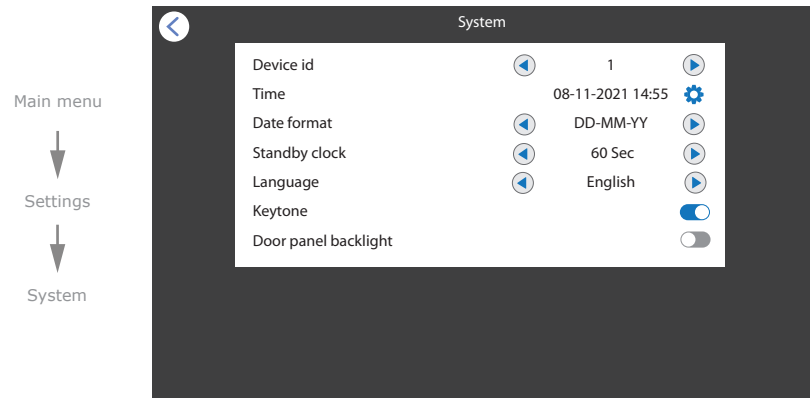 Main menu
Settings
System
System
Device id 1
Time 08-11-2021 14:55
Date format DD-MM-YY
Standby clock 60 Sec
Language English
Keytone
Door panel backlight